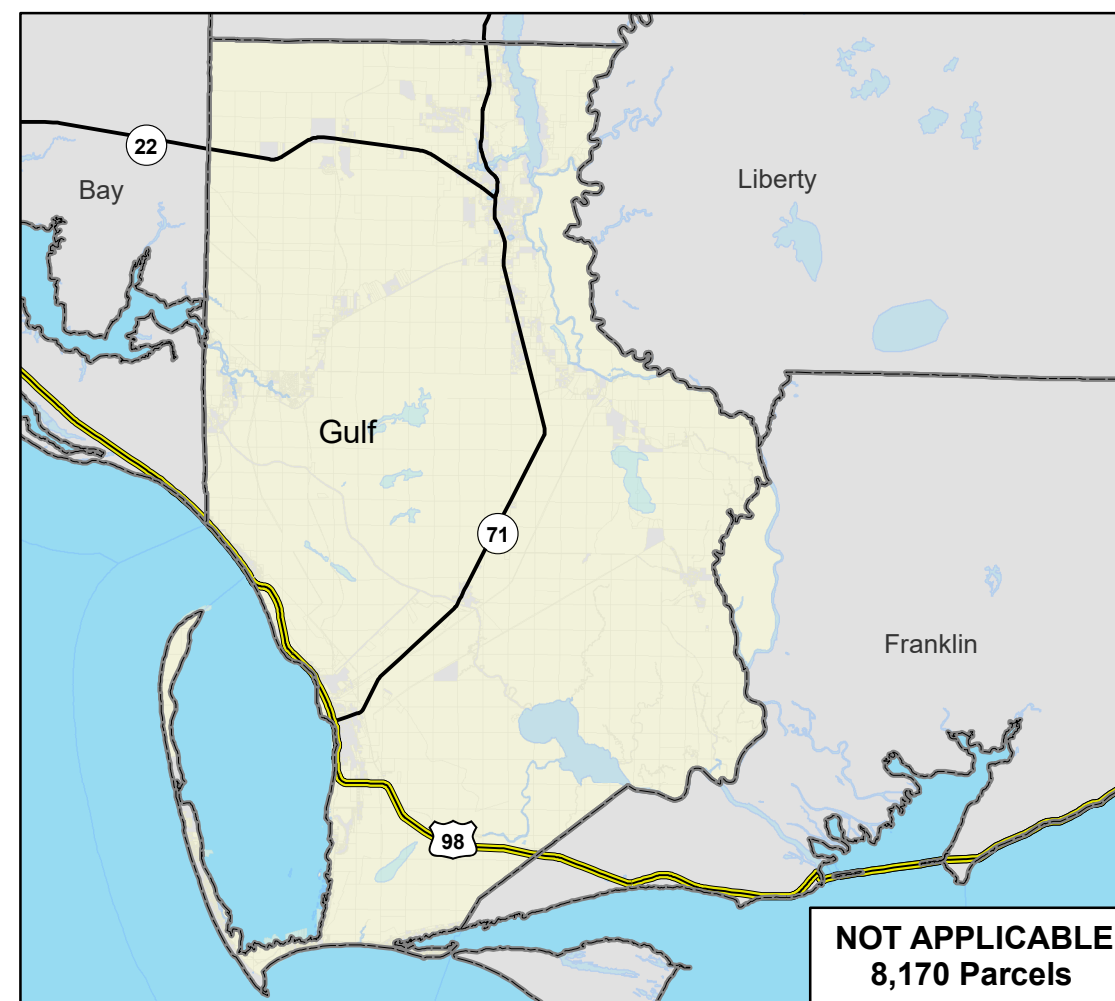 22
Bay
Liberty
Gulf
71
Franklin
98
NOT APPLICABLE
8,170 Parcels